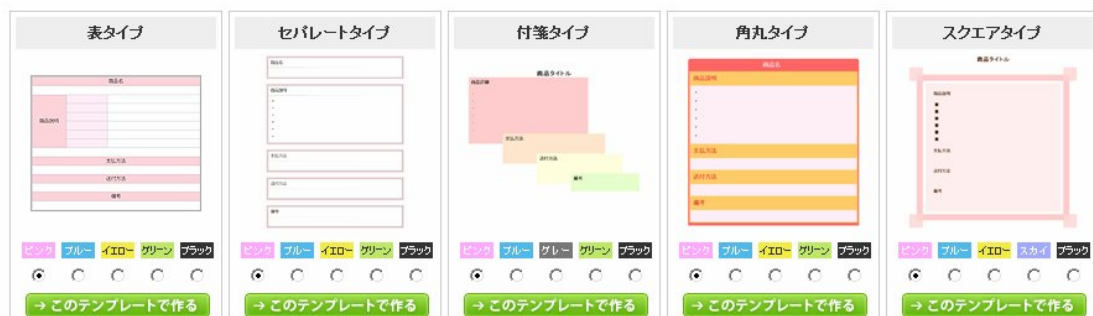 表タイプ
セパレートタイプ
付箋タイプ
角丸タイプ
スクエアタイプ
商品名
商品説明
支払方法
送付方法
備考
商品名
商品説明
支払方法
送付方法
備考
商品タイトル
商品詳細
支払方法
送付方法
備考
商品名
商品説明
支払方法
送付方法
備考
商品タイトル
商品説明
支払方法
送付方法
備考
ピンク ブルー イエロー グリーン ブラック
ピンク ブルー イエロー グリーン ブラック
ピンク ブルー グレー グリーン ブラック
ピンク ブルー イエロー グリーン ブラック
ピンク ブルー イエロー スカイ ブラック
→ このテンプレートで作る
→ このテンプレートで作る
→ このテンプレートで作る
→ このテンプレートで作る
→ このテンプレートで作る